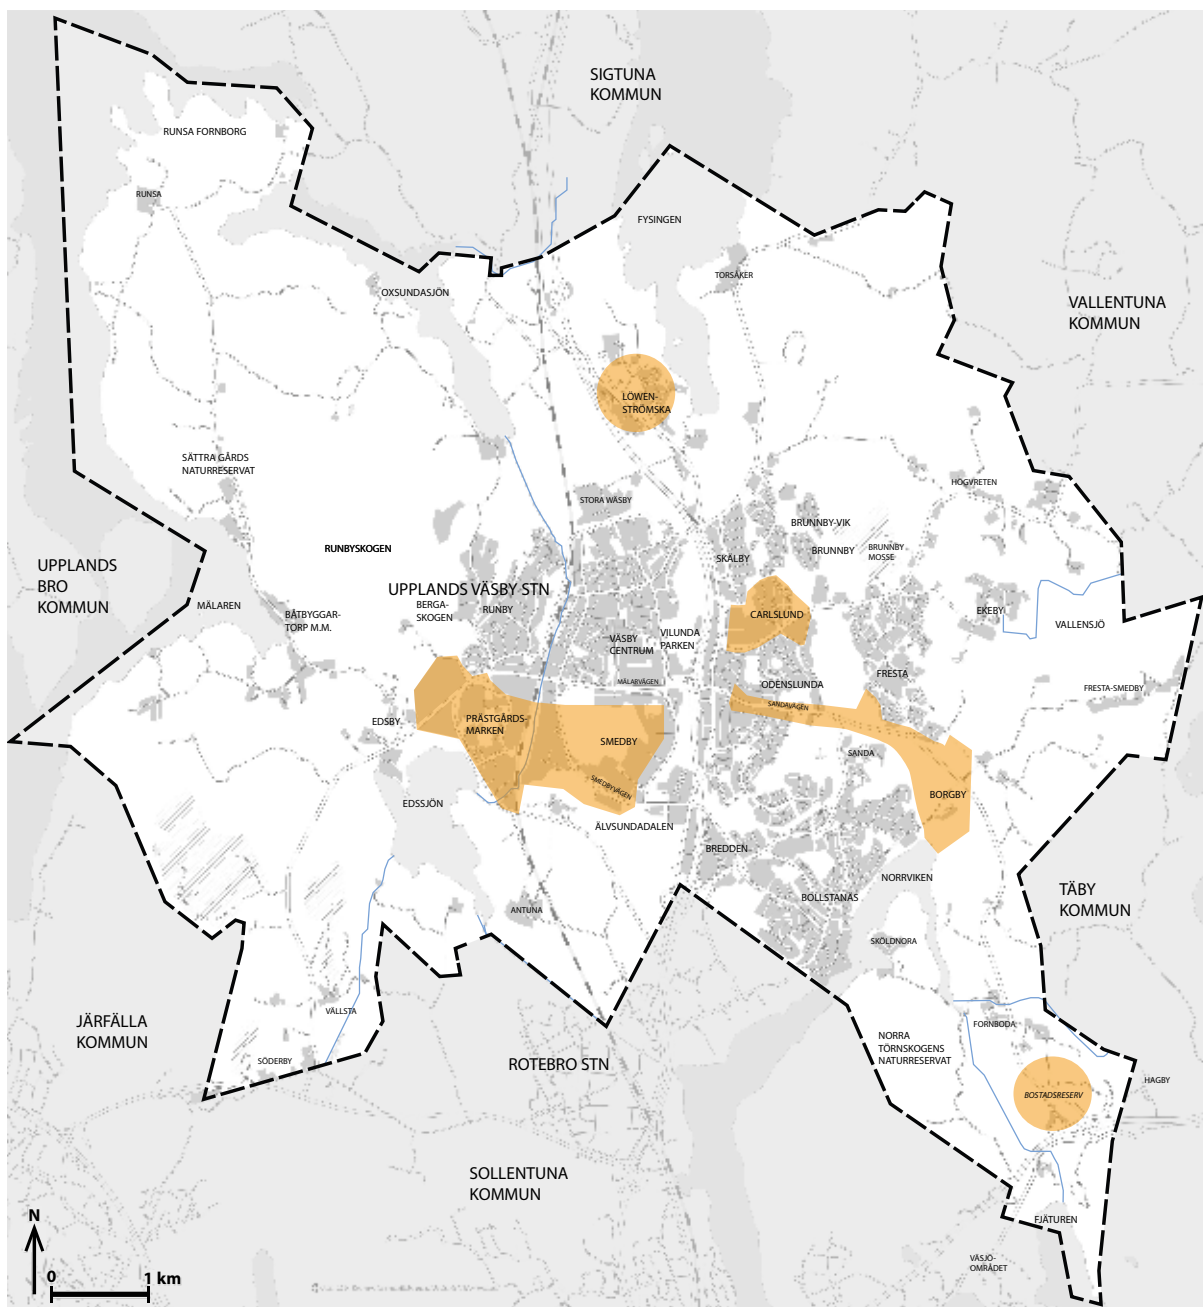 SIGTUNA
KOMMUN
RUNSA FORNBORG
RUNSA
FYSINGEN
TORSÅKER
OXSUNDASJÖN
VALLENTUNA
KOMMUN
LÖWEN-
STRÖMSKA
SÄTTRA GÅRDS
NATURRESERVAT
HÖGVRETEN
STORA WÄSBY
BRUNNBY-VIK
RUNBYSKOGEN
SKÄLBY
BRUNNBY
BRUNNBY
MOSSE
UPPLANDS
BRO
KOMMUN
UPPLANDS VÄSBY STN
MÄLAREN
BERGA-
SKOGEN
RUNBY
BÅTBYGGAR-
TORP M.M.
CARLSLUND
EKEBY
VALLENSJÖ
VÄSBY
CENTRUM
VILUNDA
PARKEN
MÄLARVÄGEN
ODENSLUNDA
FRESTA
FRESTA-SMEDBY
SANDAVÄGEN
EDSBY
PRÄSTGÅRDS-
MARKEN
SMEDBY
SANDA
SMEDBYVÄGEN
BORGBY
EDSSJÖN
ÄLVSUNDADALEN
BREDDEN
NORRVIKEN
TÄBY
KOMMUN
BOLLSTANÄS
ANTUNA
SKÖLDNORA
VÄLLSTA
JÄRFÄLLA
KOMMUN
FORNBODA
NORRA
TÖRNSKOGENS
NATURRESERVAT
SÖDERBY
ROTEBRO STN
HAGBY
BOSTADSRESERV
SOLLENTUNA
KOMMUN
FJÄTUREN
N
VÄSJÖ-
OMRÅDET
0 1 km